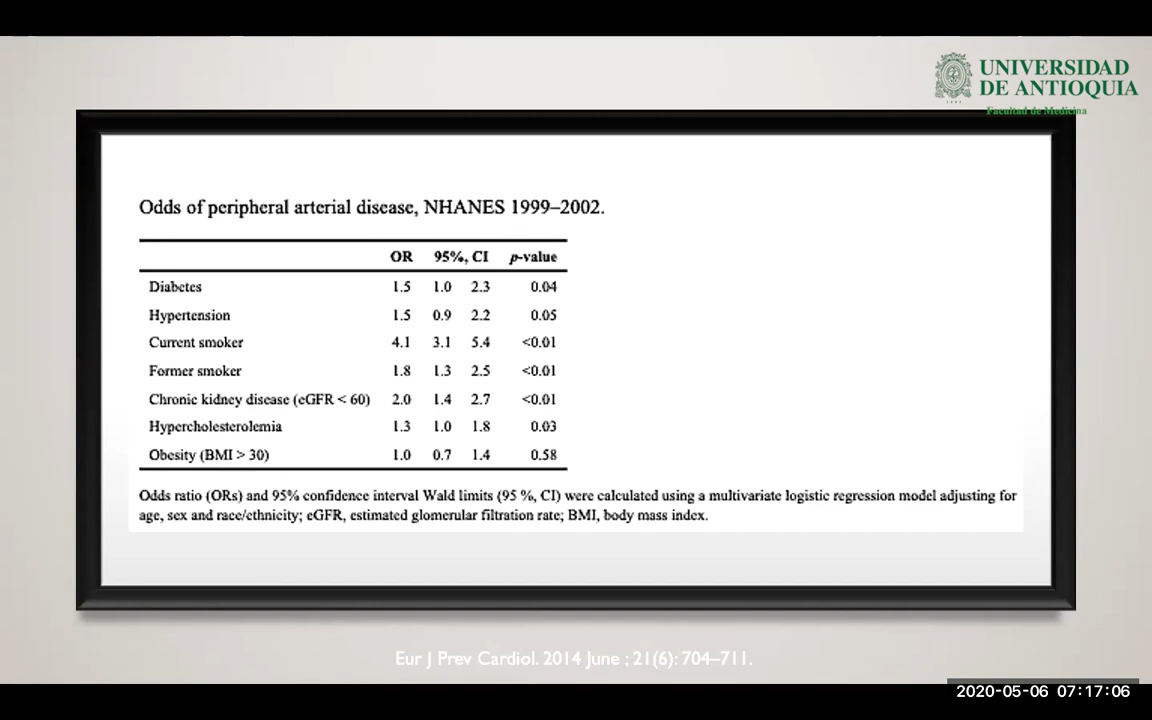 UNIVERSIDAD
DE ANTIOQUIA
Facultad de Medicina
Odds of peripheral arterial disease, NHANES 1999–2002.
OR 95%, CI p-value
Diabetes 1.5 1.0 2.3 0.04
Hypertension 1.5 0.9 2.2 0.05
Current smoker 4.1 3.1 5.4 <0.01
Former smoker 1.8 1.3 2.5 <0.01
Chronic kidney disease (eGFR < 60) 2.0 1.4 2.7 <0.01
Hypercholesterolemia 1.3 1.0 1.8 0.03
Obesity (BMI > 30) 1.0 0.7 1.4 0.58
Odds ratio (ORs) and 95% confidence interval Wald limits (95 %, CI) were calculated using a multivariate logistic regression model adjusting for
age, sex and race/ethnicity; eGFR, estimated glomerular filtration rate; BMI, body mass index.
Eur J Prev Cardiol. 2014 June ; 21(6): 704–711.
2020-05-06 07:17:06